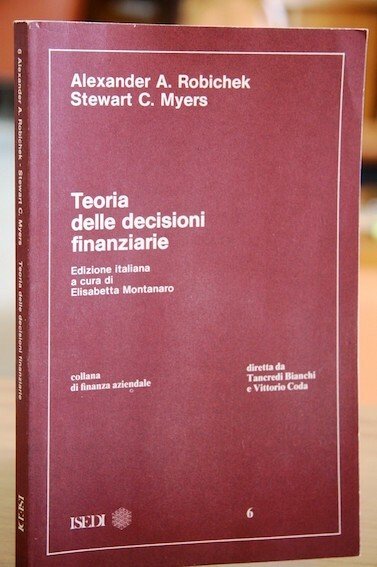 Alexander A. Robichek
Stewart C. Myers
Teoria
delle decisioni
finanziarie
Edizione italiana
a cura di
Elisabetta Montanaro
collana
di finanza aziendale
diretta da
Tancredi Bianchi
e Vittorio Coda
ISEDI
6
6 Alexander A. Robichek - Stewart C. Myers Teoria delle decisioni finanziarie
ISEDI